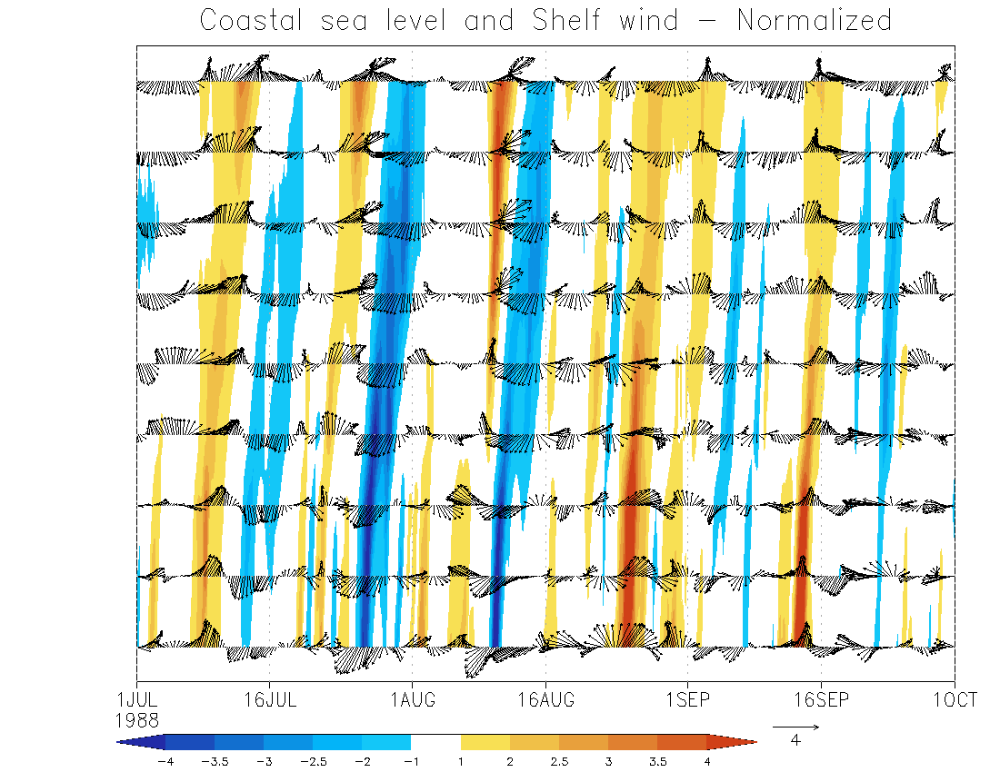 Coastal sea level and Shelf wind – Normalized
1JUL 16JUL 1AUG 16AUG 1SEP 16SEP 1OCT
1988
4
−4 −3.5 −3 −2.5 −2 −1 1 2 2.5 3 3.5 4